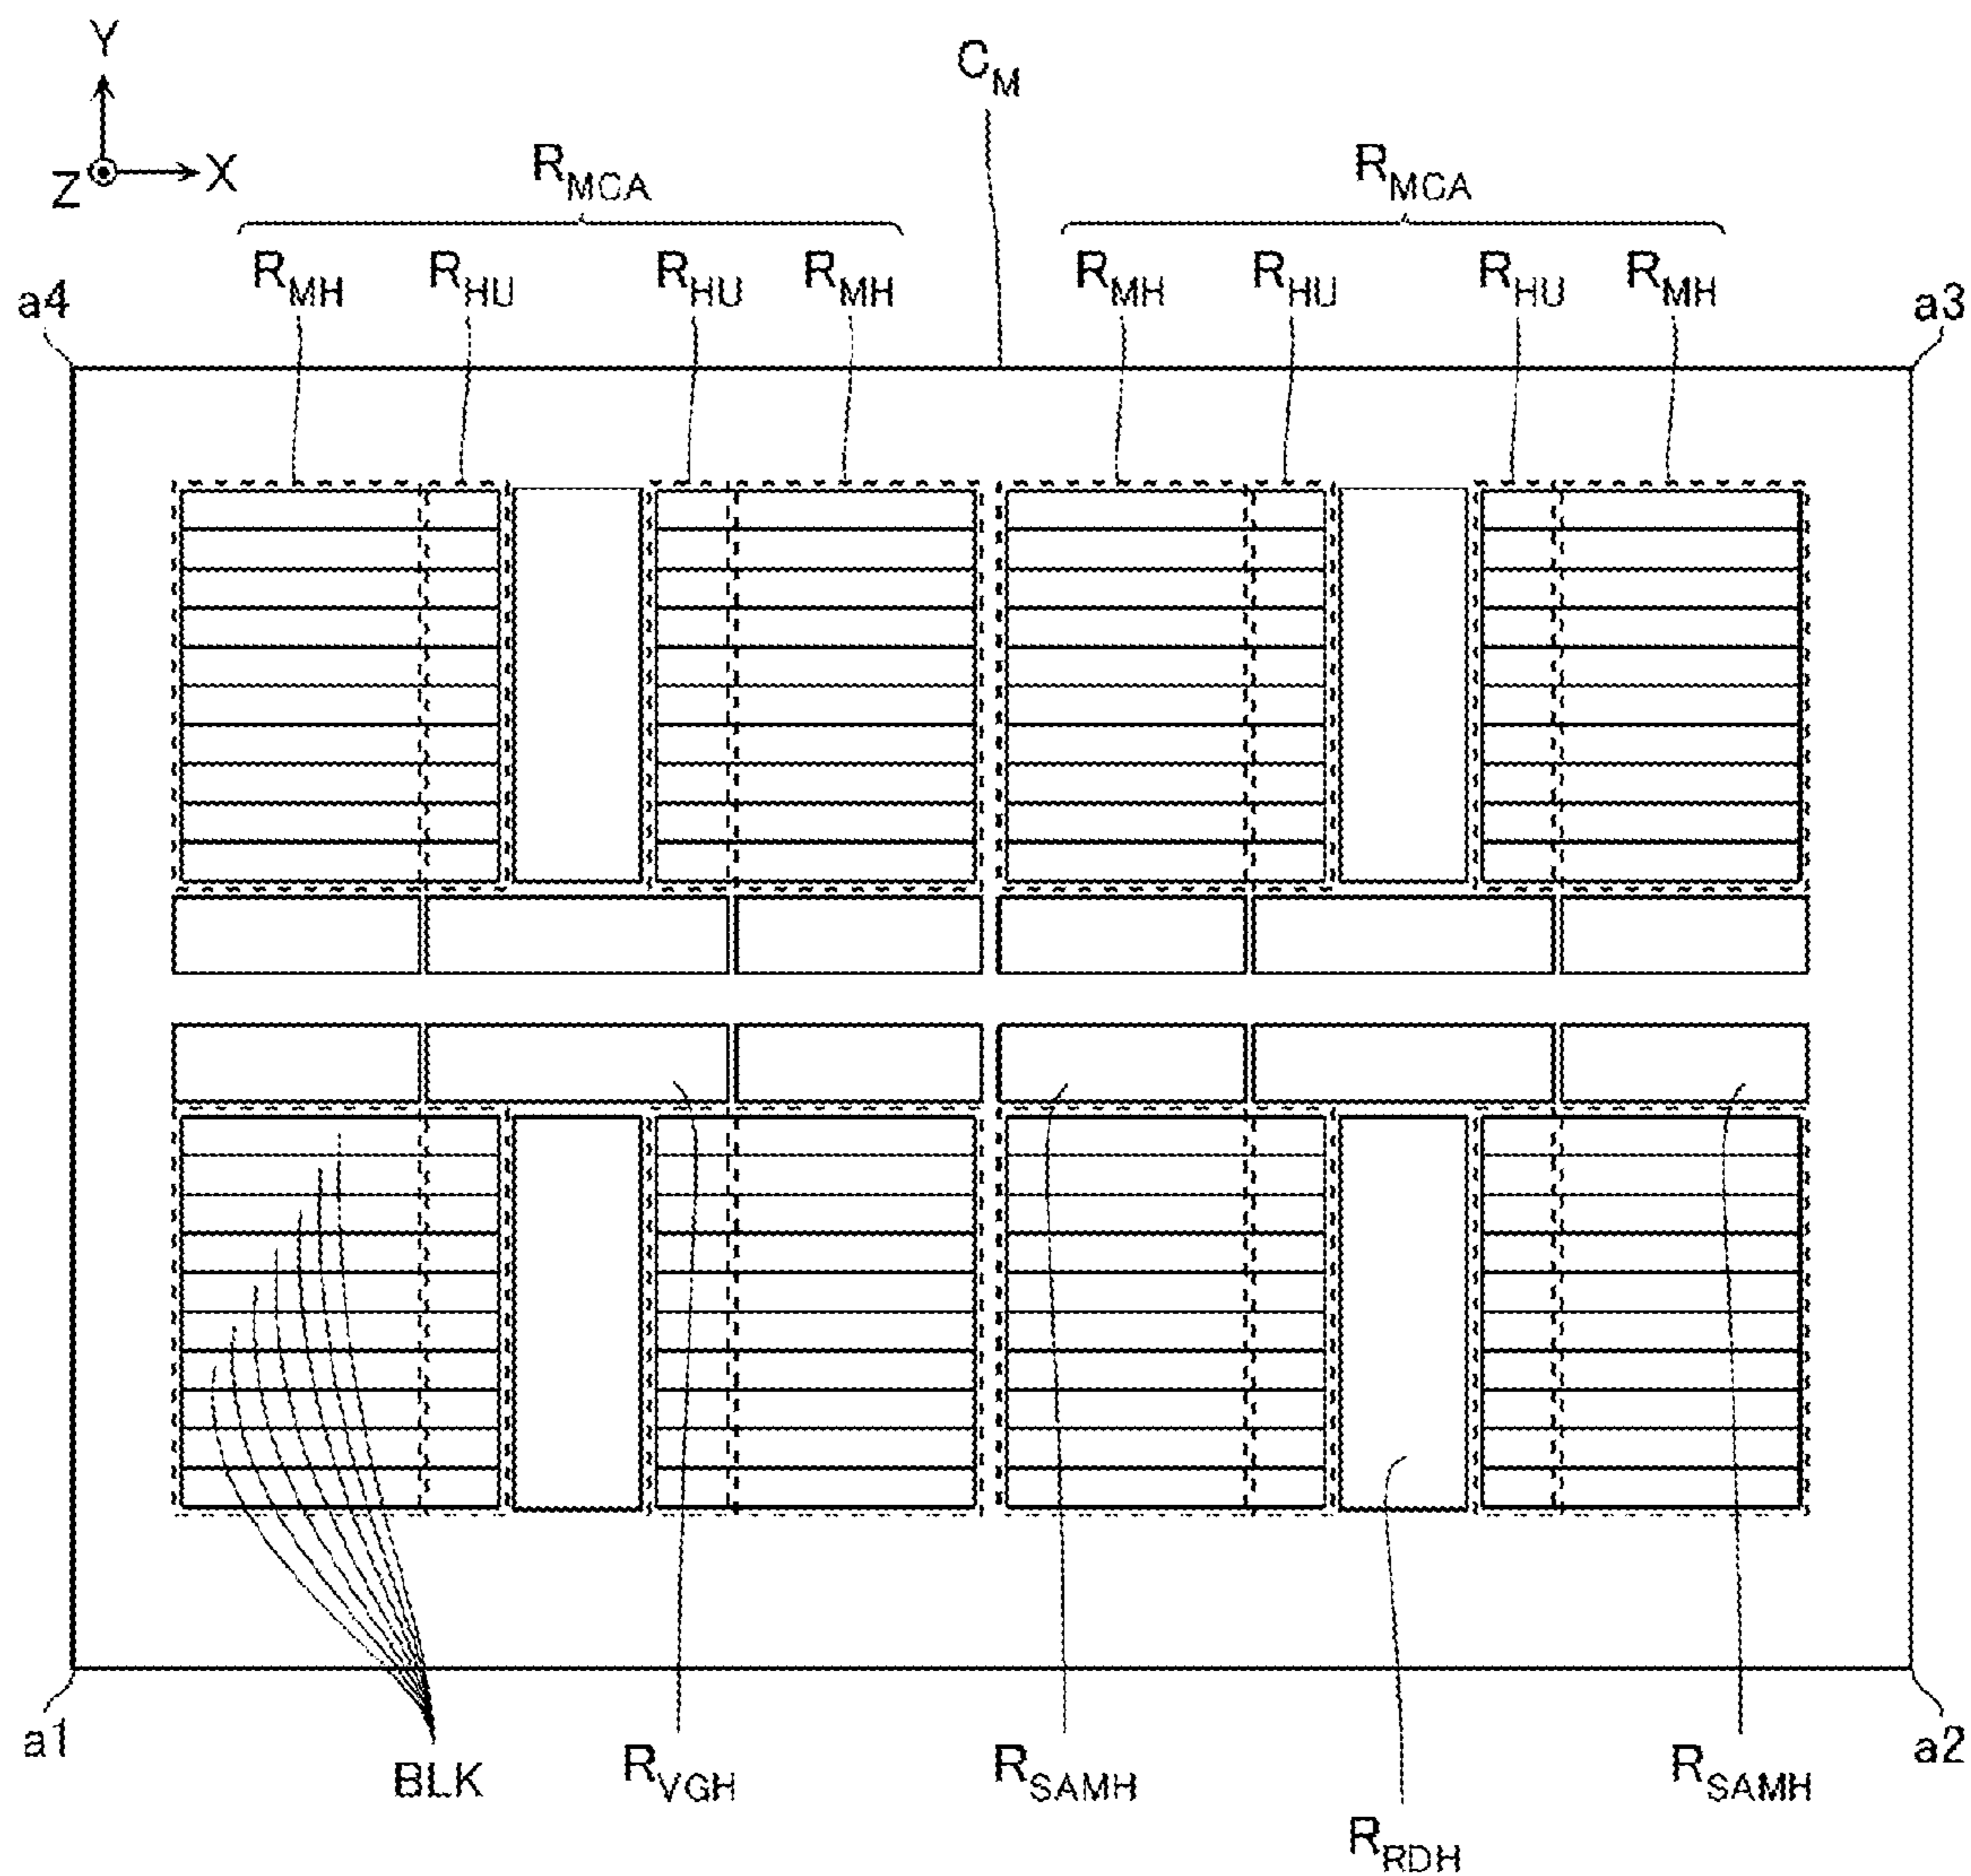 Y
C_M
Z X
R_MCA R_MCA
R_MH R_HU R_HU R_MH R_MH R_HU R_HU R_MH
a4 a3
a1 a2
BLK R_VGH R_SAMH R_SAMH
R_RDH